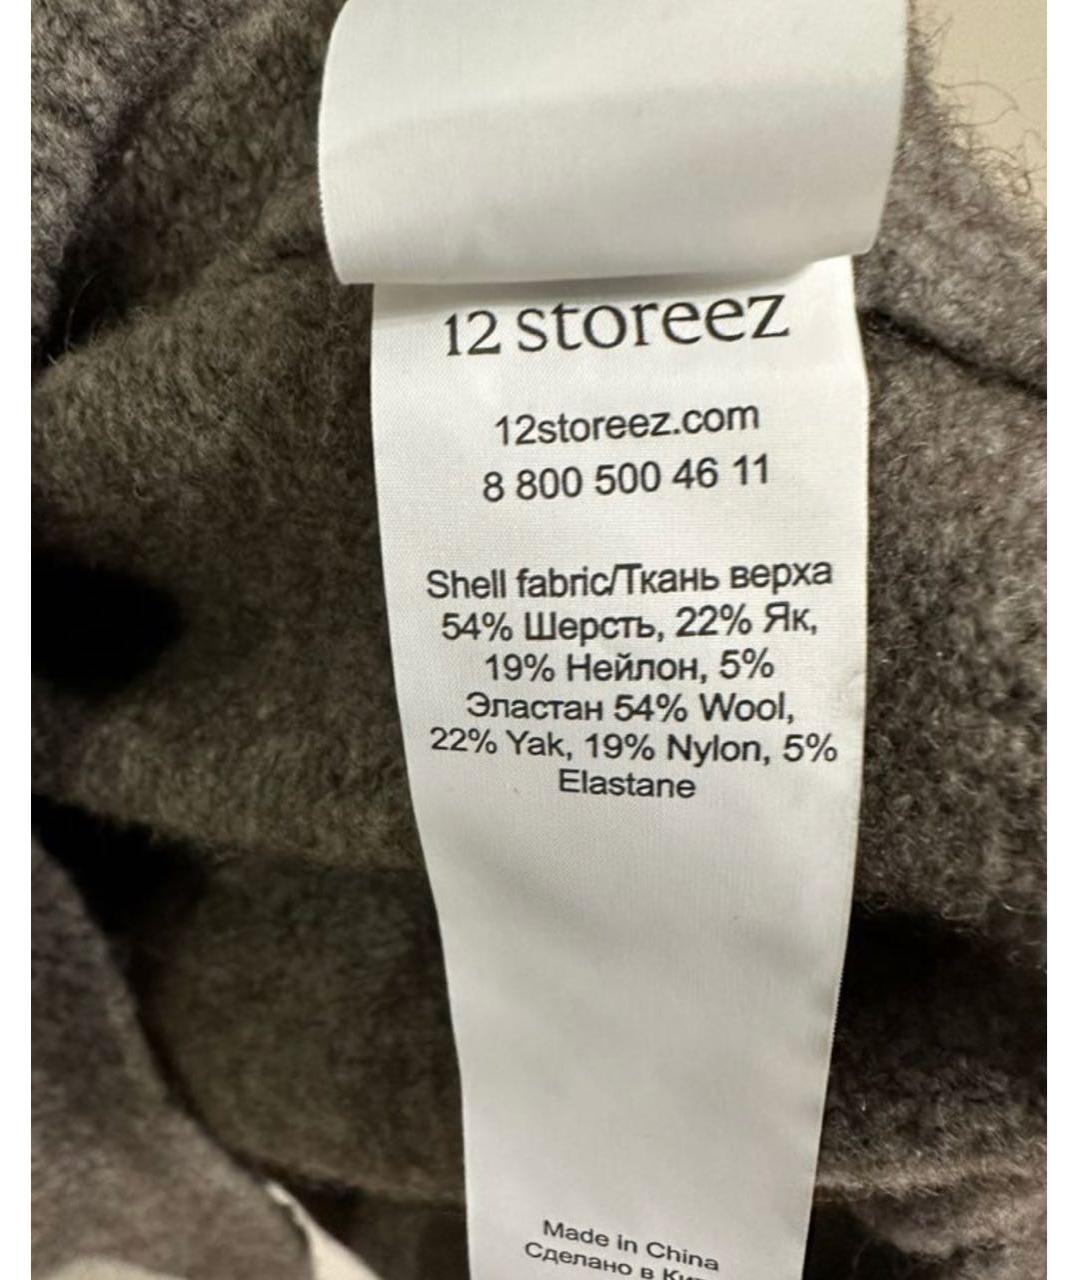 12 storeez
12storeez.com
8 800 500 46 11
Shell fabric/Ткань верха
54% Шерсть, 22% Як,
19% Нейлон, 5%
Эластан 54% Wool,
22% Yak, 19% Nylon, 5%
Elastane
Made in China
Сделано в